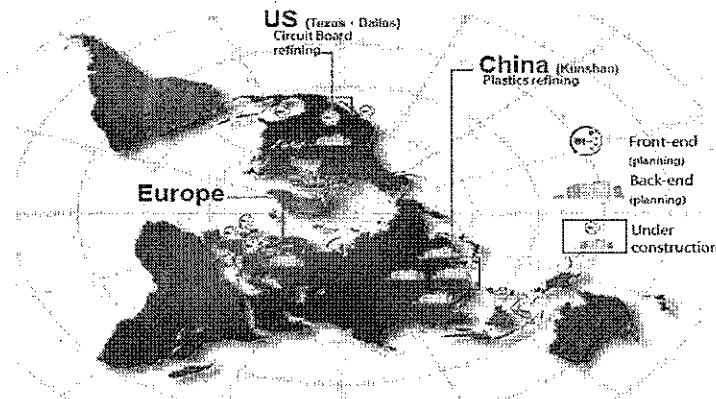 US (Texas · Dallas)
Circuit Board
refining
China (Kunshan)
Plastics refining
Europe
Front-end
(planning)
Back-end
(planning)
Under
construction